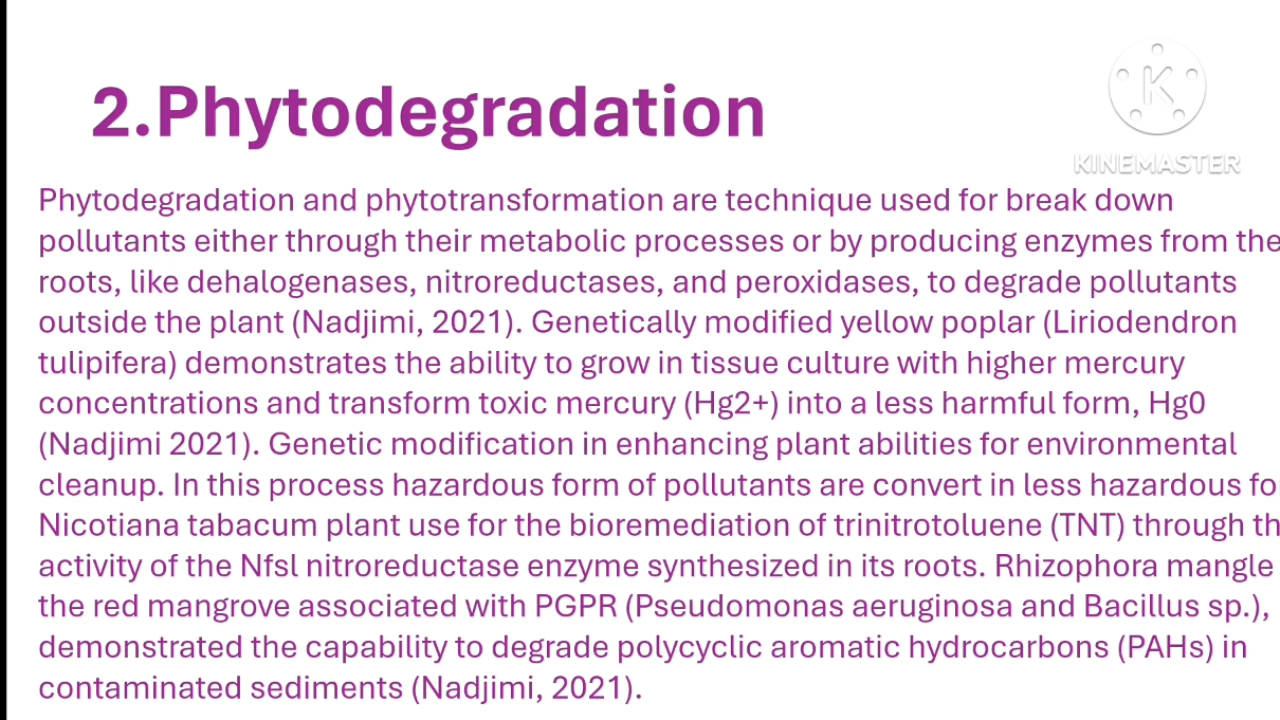 2.Phytodegradation
K
KINEMASTER
Phytodegradation and phytotransformation are technique used for break down
pollutants either through their metabolic processes or by producing enzymes from the
roots, like dehalogenases, nitroreductases, and peroxidases, to degrade pollutants
outside the plant (Nadjimi, 2021). Genetically modified yellow poplar (Liriodendron
tulipifera) demonstrates the ability to grow in tissue culture with higher mercury
concentrations and transform toxic mercury (Hg2+) into a less harmful form, Hg0
(Nadjimi 2021). Genetic modification in enhancing plant abilities for environmental
cleanup. In this process hazardous form of pollutants are convert in less hazardous
Nicotiana tabacum plant use for the bioremediation of trinitrotoluene (TNT) through
activity of the Nfsl nitroreductase enzyme synthesized in its roots. Rhizophora mangle
the red mangrove associated with PGPR (Pseudomonas aeruginosa and Bacillus sp.),
demonstrated the capability to degrade polycyclic aromatic hydrocarbons (PAHs) in
contaminated sediments (Nadjimi, 2021).